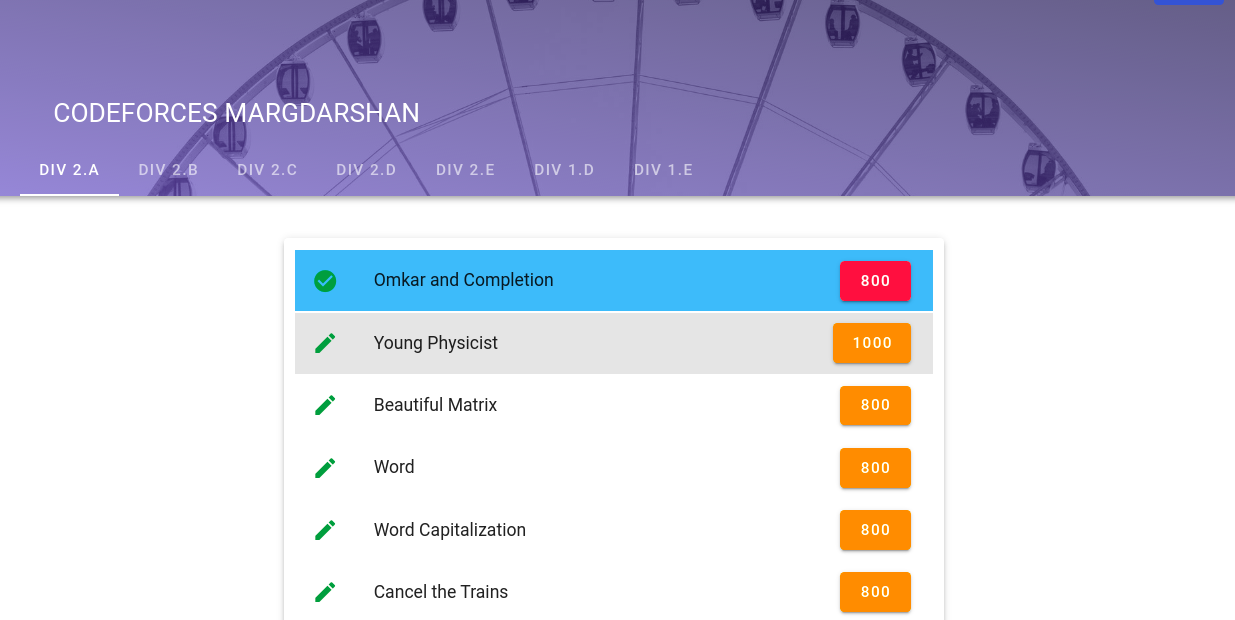 CODEFORCES MARGDARSHAN
DIV 2.A DIV 2.B DIV 2.C DIV 2.D DIV 2.E DIV 1.D DIV 1.E
Omkar and Completion 800
Young Physicist 1000
Beautiful Matrix 800
Word 800
Word Capitalization 800
Cancel the Trains 800